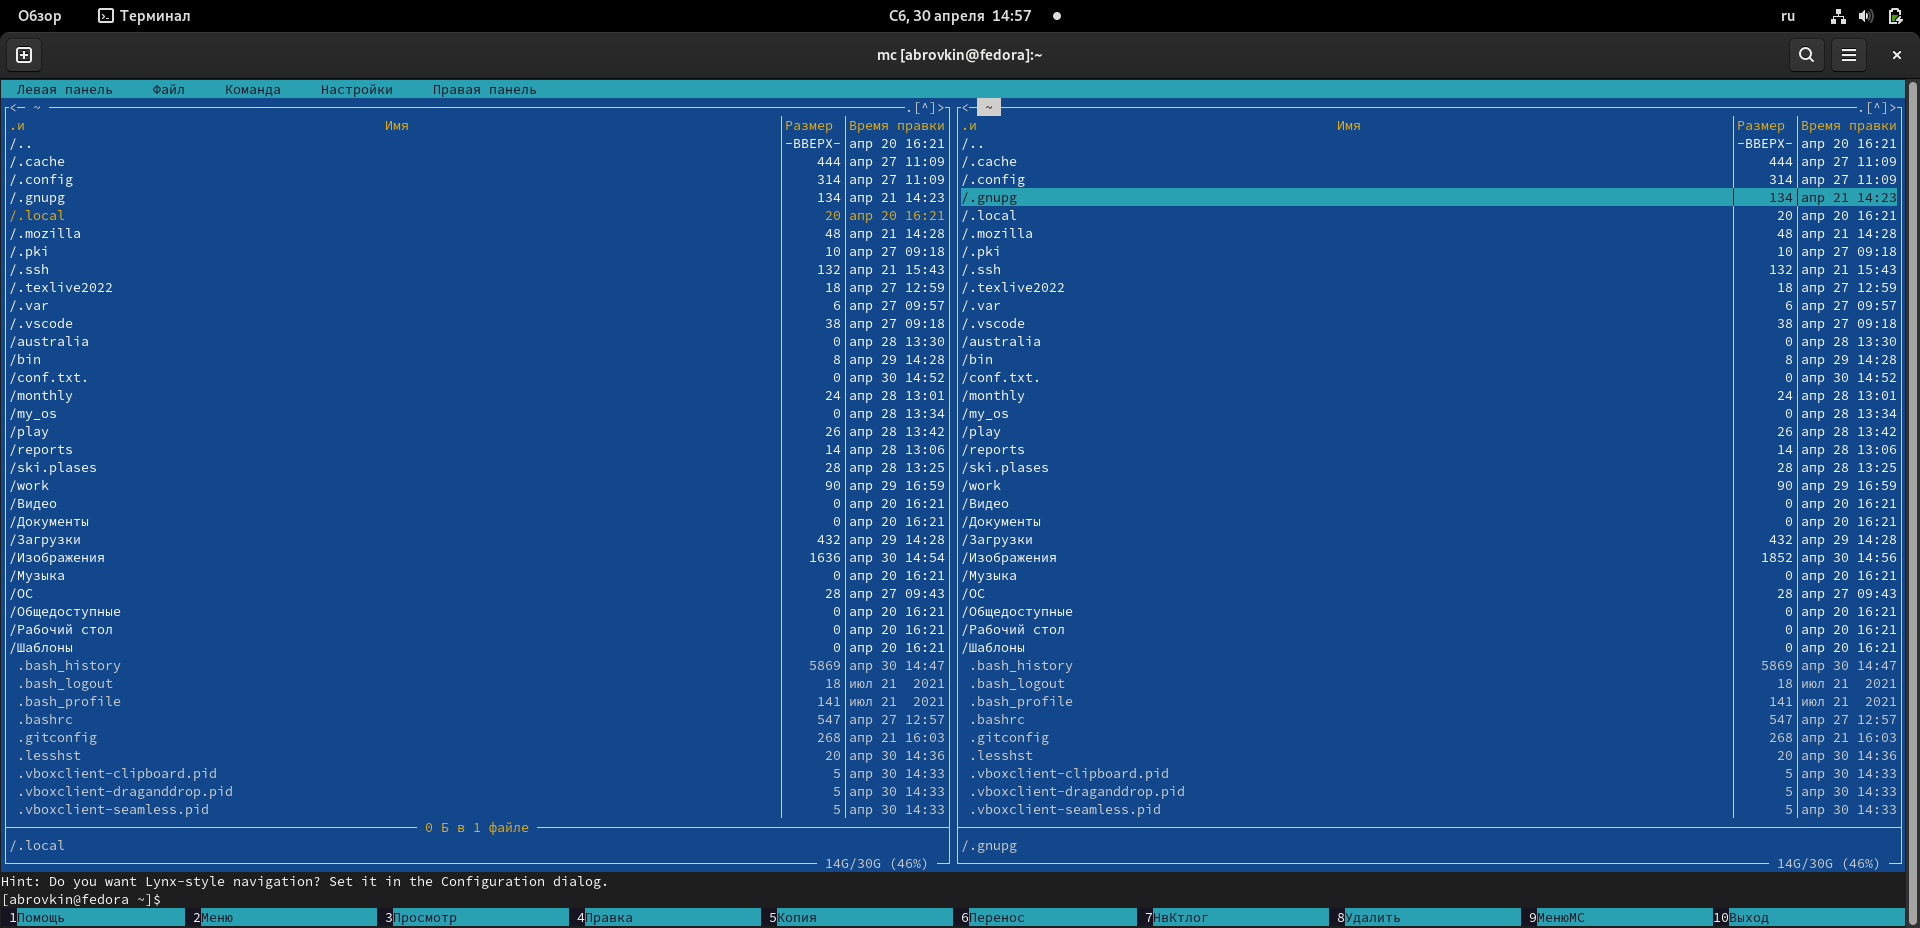 Обзор Терминал Сб, 30 апреля 14:57 ru
mc [abrovkin@fedora]:~
Левая панель Файл Команда Настройки Правая панель
<─ ~ .[^]> <─ ~ .[^]>
.и Имя Размер Время правки .и Имя Размер Время правки
/.. -ВВЕРХ- апр 20 16:21 /.. -ВВЕРХ- апр 20 16:21
/.cache 444 апр 27 11:09 /.cache 444 апр 27 11:09
/.config 314 апр 27 11:09 /.config 314 апр 27 11:09
/.gnupg 134 апр 21 14:23 /.gnupg 134 апр 21 14:23
/.local 20 апр 20 16:21 /.local 20 апр 20 16:21
/.mozilla 48 апр 21 14:28 /.mozilla 48 апр 21 14:28
/.pki 10 апр 27 09:18 /.pki 10 апр 27 09:18
/.ssh 132 апр 21 15:43 /.ssh 132 апр 21 15:43
/.texlive2022 18 апр 27 12:59 /.texlive2022 18 апр 27 12:59
/.var 6 апр 27 09:57 /.var 6 апр 27 09:57
/.vscode 38 апр 27 09:18 /.vscode 38 апр 27 09:18
/australia 0 апр 28 13:30 /australia 0 апр 28 13:30
/bin 8 апр 29 14:28 /bin 8 апр 29 14:28
/conf.txt. 0 апр 30 14:52 /conf.txt. 0 апр 30 14:52
/monthly 24 апр 28 13:01 /monthly 24 апр 28 13:01
/my_os 0 апр 28 13:34 /my_os 0 апр 28 13:34
/play 26 апр 28 13:42 /play 26 апр 28 13:42
/reports 14 апр 28 13:06 /reports 14 апр 28 13:06
/ski.plases 28 апр 28 13:25 /ski.plases 28 апр 28 13:25
/work 90 апр 29 16:59 /work 90 апр 29 16:59
/Видео 0 апр 20 16:21 /Видео 0 апр 20 16:21
/Документы 0 апр 20 16:21 /Документы 0 апр 20 16:21
/Загрузки 432 апр 29 14:28 /Загрузки 432 апр 29 14:28
/Изображения 1636 апр 30 14:54 /Изображения 1852 апр 30 14:56
/Музыка 0 апр 20 16:21 /Музыка 0 апр 20 16:21
/ОС 28 апр 27 09:43 /ОС 28 апр 27 09:43
/Общедоступные 0 апр 20 16:21 /Общедоступные 0 апр 20 16:21
/Рабочий стол 0 апр 20 16:21 /Рабочий стол 0 апр 20 16:21
/Шаблоны 0 апр 20 16:21 /Шаблоны 0 апр 20 16:21
.bash_history 5869 апр 30 14:47 .bash_history 5869 апр 30 14:47
.bash_logout 18 июл 21 2021 .bash_logout 18 июл 21 2021
.bash_profile 141 июл 21 2021 .bash_profile 141 июл 21 2021
.bashrc 547 апр 27 12:57 .bashrc 547 апр 27 12:57
.gitconfig 268 апр 21 16:03 .gitconfig 268 апр 21 16:03
.lesshst 20 апр 30 14:36 .lesshst 20 апр 30 14:36
.vboxclient-clipboard.pid 5 апр 30 14:33 .vboxclient-clipboard.pid 5 апр 30 14:33
.vboxclient-draganddrop.pid 5 апр 30 14:33 .vboxclient-draganddrop.pid 5 апр 30 14:33
.vboxclient-seamless.pid 5 апр 30 14:33 .vboxclient-seamless.pid 5 апр 30 14:33
0 Б в 1 файле
/.local /.gnupg
14G/30G (46%) 14G/30G (46%)
Hint: Do you want Lynx-style navigation? Set it in the Configuration dialog.
[abrovkin@fedora ~]$
1Помощь 2Меню 3Просмотр 4Правка 5Копия 6Перенос 7НвКтлог 8Удалить 9МенюМС 10Выход